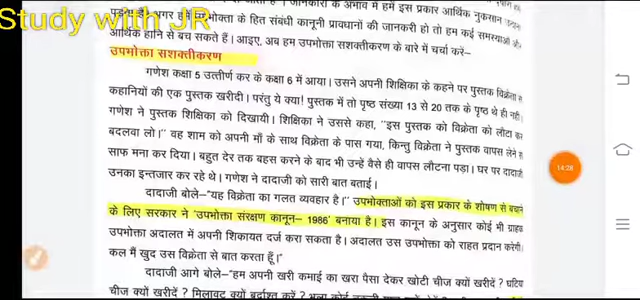 Study with JR
आर्थिक हानि से बच सकते हैं। आइए, अब हम उपभोक्ता सशक्तीकरण के बारे में चर्चा करें–
उपभोक्ता सशक्तीकरण
गणेश कक्षा 5 उत्तीर्ण कर के कक्षा 6 में आया। उसने अपनी शिक्षिका के कहने पर पुस्तक विक्रेता से
कहानियों की एक पुस्तक खरीदी। परंतु ये क्या! पुस्तक में तो पृष्ठ संख्या 13 से 20 तक के पृष्ठ थे ही नहीं।
गणेश ने पुस्तक शिक्षिका को दिखायी। शिक्षिका ने उससे कहा, "इस पुस्तक को विक्रेता को लौटा कर
बदलवा लो।" वह शाम को अपनी माँ के साथ विक्रेता के पास गया, किन्तु विक्रेता ने पुस्तक वापस लेने से
साफ मना कर दिया। बहुत देर तक बहस करने के बाद भी उन्हें वैसे ही वापस लौटना पड़ा। घर पर दादाजी
उनका इन्तजार कर रहे थे। गणेश ने दादाजी को सारी बात बताई।
14:28
दादाजी बोले– "यह विक्रेता का गलत व्यवहार है।" उपभोक्ताओं को इस प्रकार के शोषण से बचाने
के लिए सरकार ने 'उपभोक्ता संरक्षण कानून– 1986' बनाया है। इस कानून के अनुसार कोई भी ग्राहक
उपभोक्ता अदालत में अपनी शिकायत दर्ज करा सकता है। अदालत उस उपभोक्ता को राहत प्रदान करेगी।
कल मैं खुद उस विक्रेता से बात करता हूँ।"
दादाजी आगे बोले– "हम अपनी खरी कमाई का खरा पैसा देकर खोटी चीज क्यों खरीदें ? घटिया
चीज क्यों खरीदें ? मिलावट क्यों बर्दाश्त करें ?